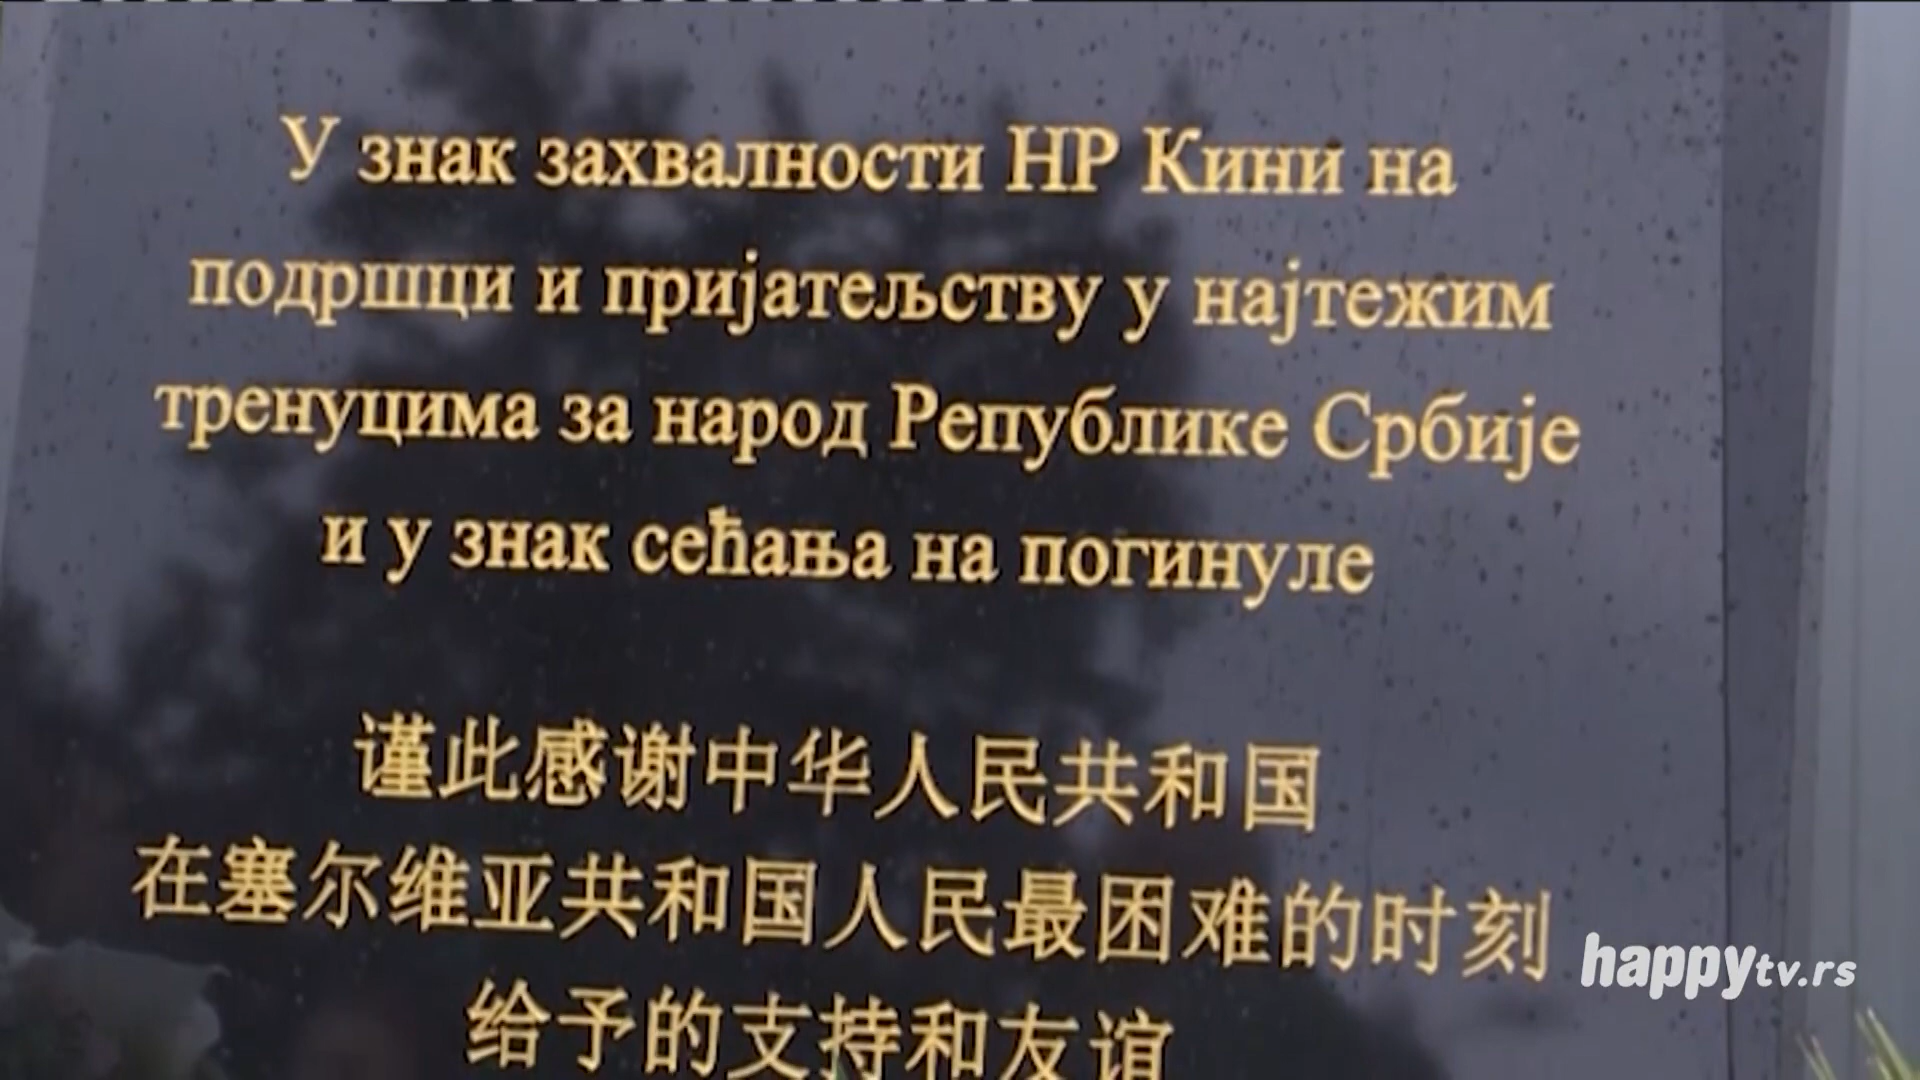 У знак захвалности НР Кини на
подршци и пријатељству у најтежим
тренуцима за народ Републике Србије
и у знак сећања на погинуле
谨此感谢中华人民共和国
在塞尔维亚共和国人民最困难的时刻
给予的支持和友谊
happytv.rs